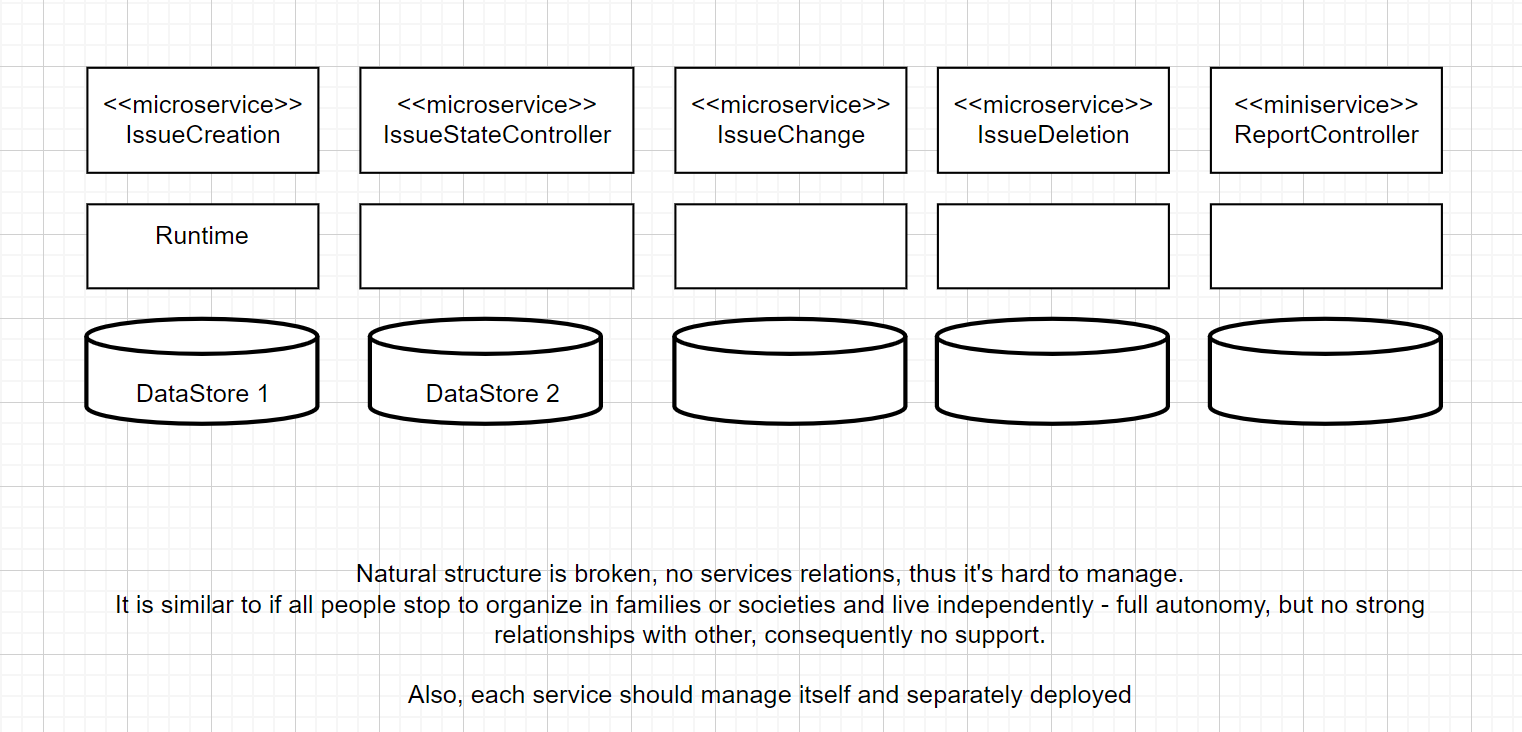 <<microservice>>
IssueCreation
<<microservice>>
IssueStateController
<<microservice>>
IssueChange
<<microservice>>
IssueDeletion
<<miniservice>>
ReportController
Runtime
DataStore 1
DataStore 2
Natural structure is broken, no services relations, thus it's hard to manage.
It is similar to if all people stop to organize in families or societies and live independently - full autonomy, but no strong
relationships with other, consequently no support.
Also, each service should manage itself and separately deployed